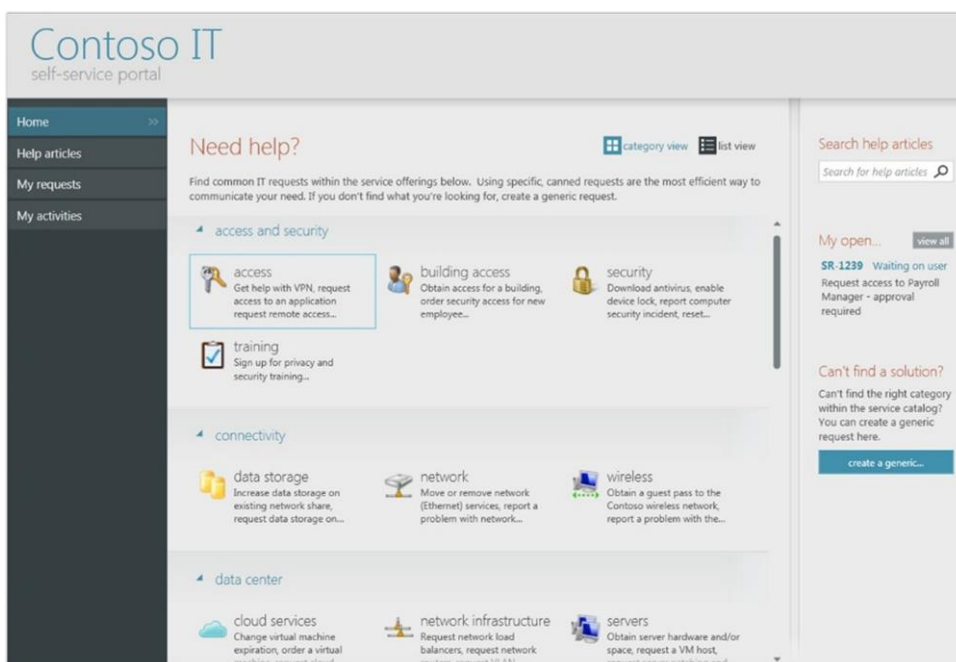 Contoso IT
self-service portal
Home
Help articles
My requests
My activities
Need help?
category view
list view
Find common IT requests within the service offerings below. Using specific, canned requests are the most efficient way to
communicate your need. If you don't find what you're looking for, create a generic request.
access and security
access
Get help with VPN, request
access to an application
request remote access...
building access
Obtain access for a building,
order security access for new
employee...
security
Download antivirus, enable
device lock, report computer
security incident, reset...
training
Sign up for privacy and
security training...
connectivity
data storage
Increase data storage on
existing network share,
request data storage on...
network
Move or remove network
(Ethernet) services, report a
problem with network...
wireless
Obtain a guest pass to the
Contoso wireless network,
report a problem with the...
data center
cloud services
Change virtual machine
expiration, order a virtual
network infrastructure
Request network load
balancers, request network
servers
Obtain server hardware and/or
space, request a VM host,
Search help articles
Search for help articles
My open...
view all
SR-1239 Waiting on user
Request access to Payroll
Manager - approval
required
Can't find a solution?
Can't find the right category
within the service catalog?
You can create a generic
request here.
create a generic...